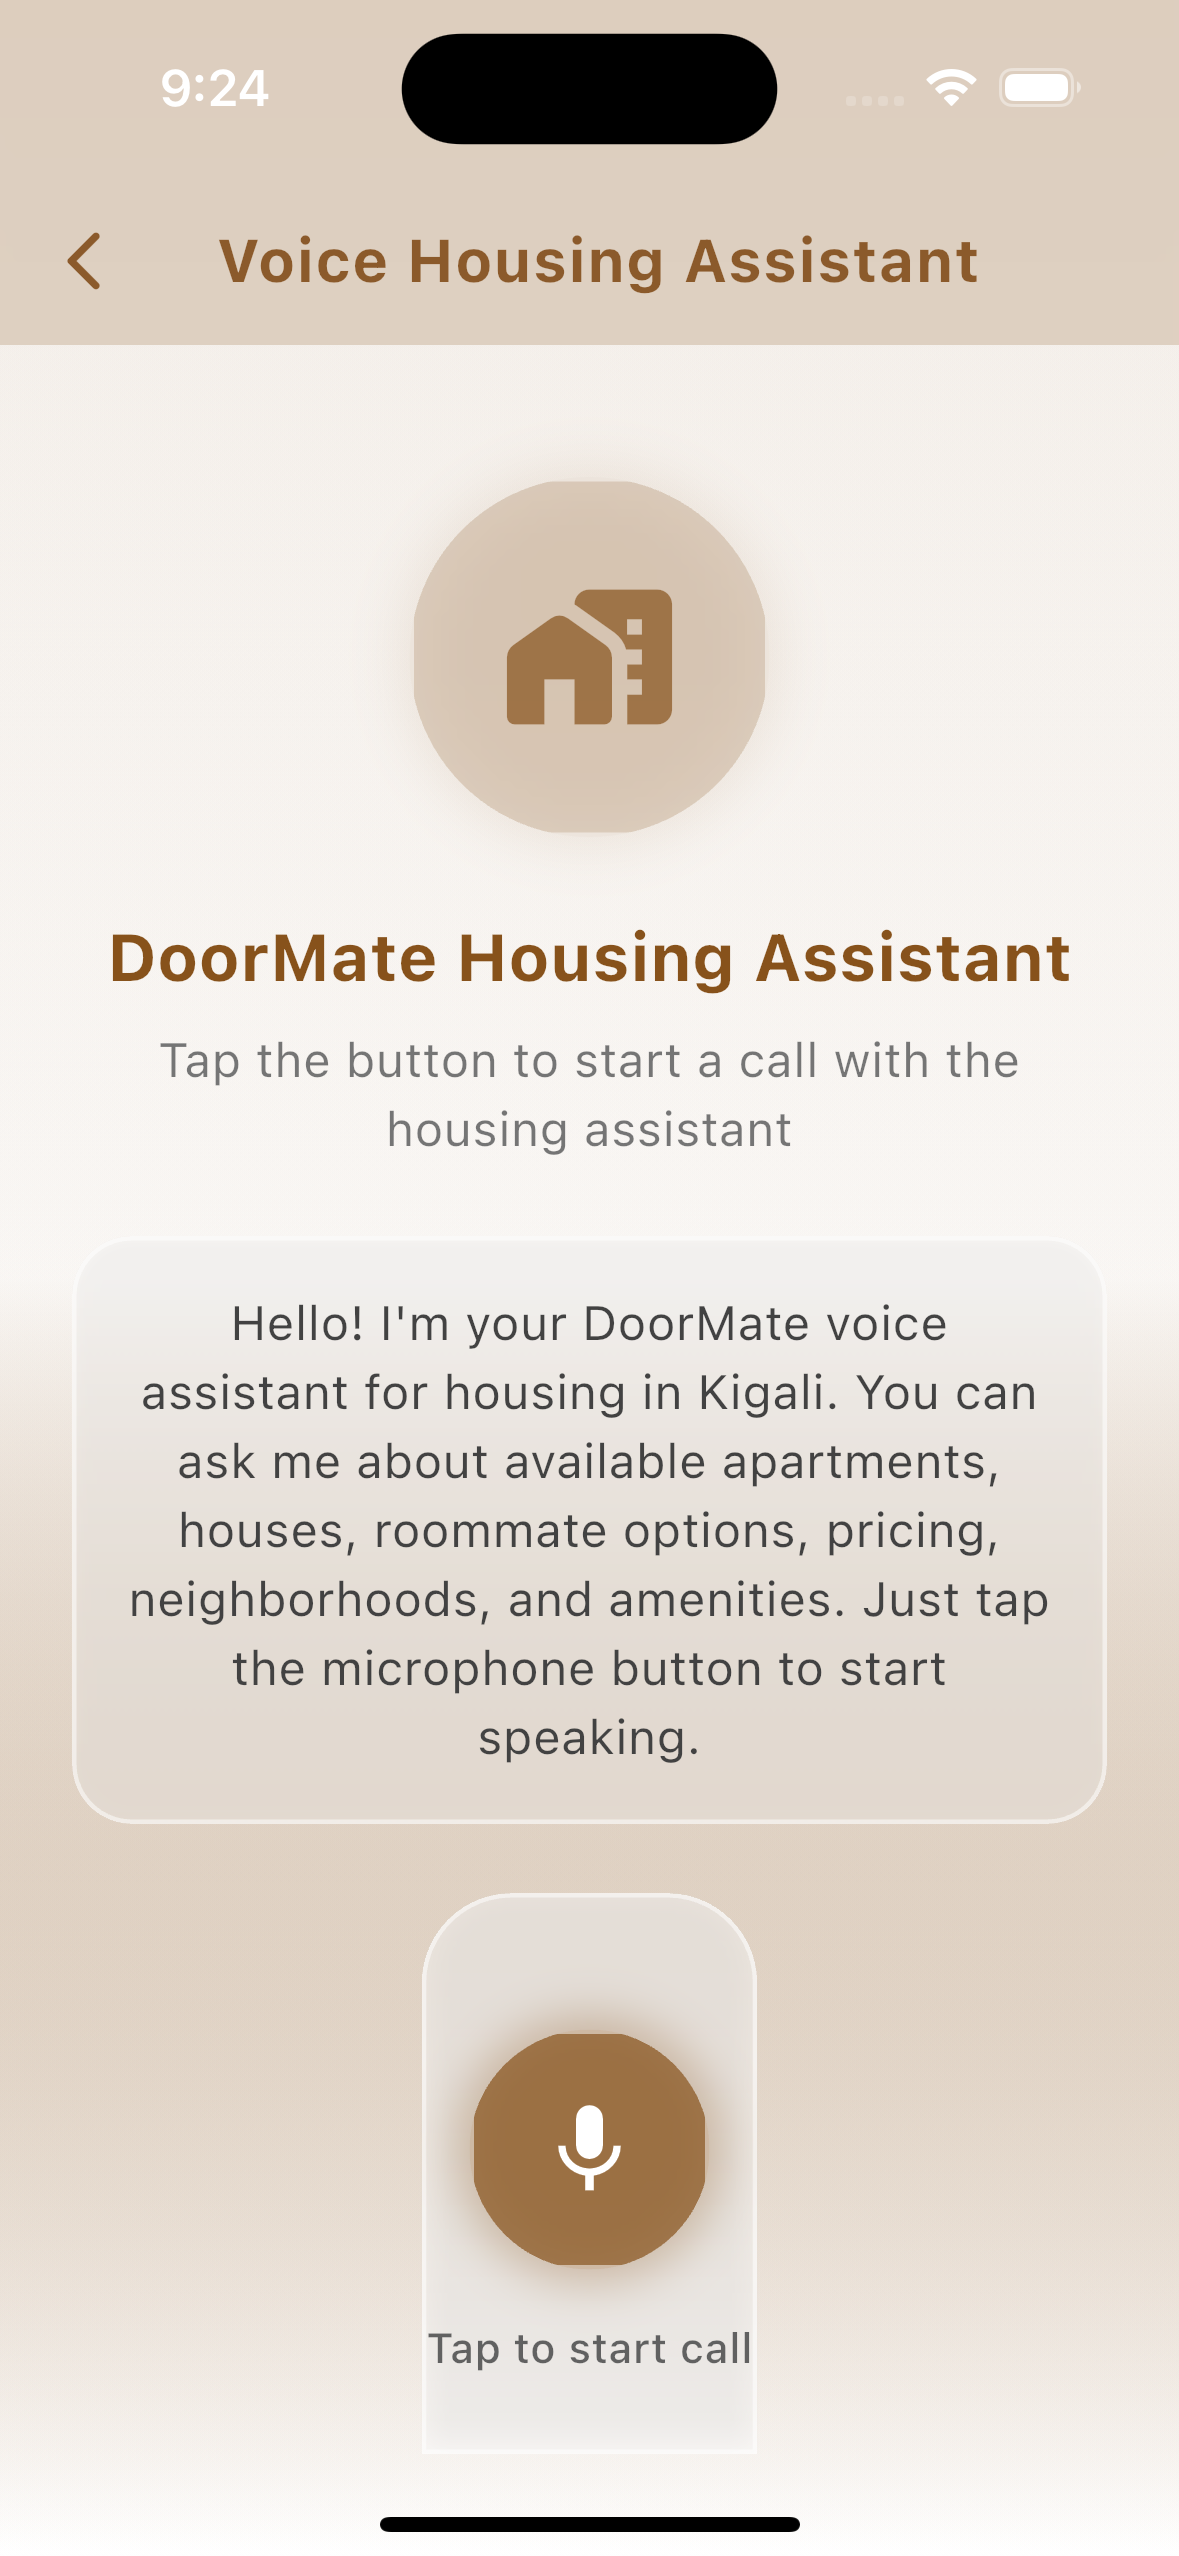 9:24
Voice Housing Assistant
DoorMate Housing Assistant
Tap the button to start a call with the
housing assistant
Hello! I'm your DoorMate voice
assistant for housing in Kigali. You can
ask me about available apartments,
houses, roommate options, pricing,
neighborhoods, and amenities. Just tap
the microphone button to start
speaking.
Tap to start call